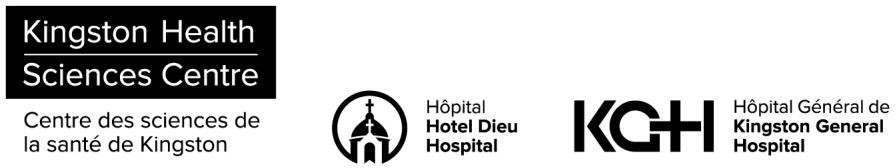 Kingston Health
Sciences Centre
Centre des sciences de
la santé de Kingston
Hôpital
Hotel Dieu
Hospital
KGH
Hôpital Général de
Kingston General
Hospital